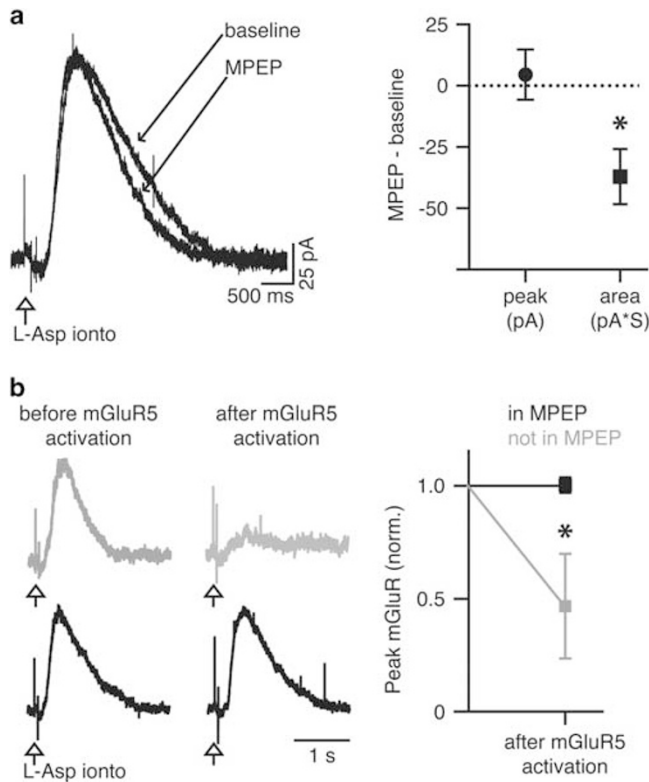 a
baseline
MPEP
25 pA
500 ms
L-Asp ionto
MPEP - baseline
25
0
-25
-50
*
peak
(pA)
area
(pA*S)
b
before mGluR5
activation
after mGluR5
activation
L-Asp ionto
1 s
in MPEP
not in MPEP
Peak mGluR (norm.)
1.0
0.5
0
*
after mGluR5
activation